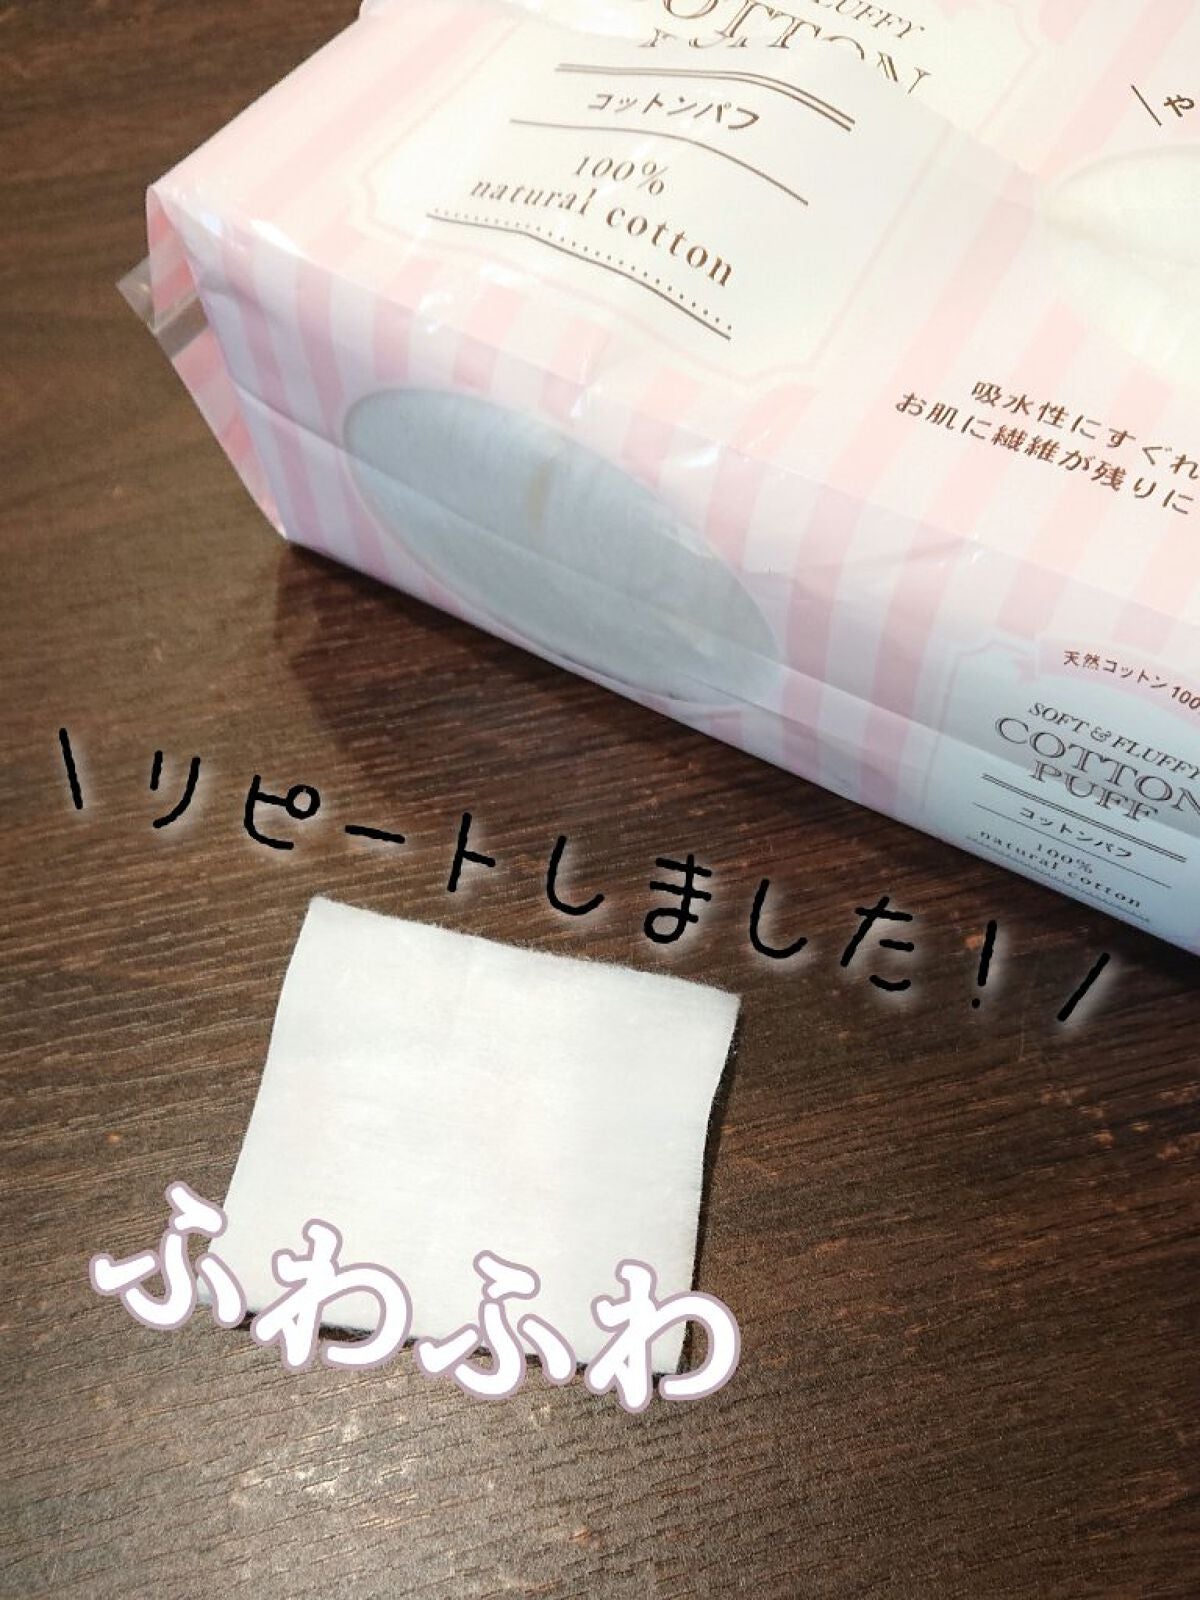 FLUFFY
COTTON
コットンパフ
100%
natural cotton
\や
吸水性にすぐれ
お肌に繊維が残りに
天然コットン100
SOFT & FLUFFY
COTTON
PUFF
コットンパフ
100%
natural cotton
\リピートしました！/
ふわふわ